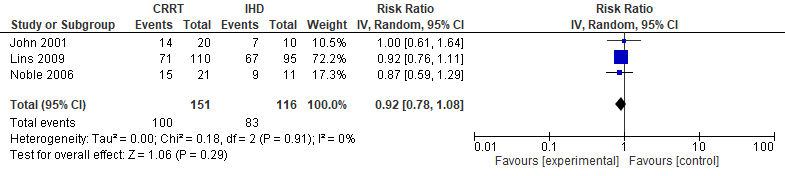 CRRT IHD Risk Ratio Risk Ratio
Study or Subgroup Events Total Events Total Weight IV, Random, 95% CI IV, Random, 95% CI
John 2001 14 20 7 10 10.5% 1.00 [0.61, 1.64]
Lins 2009 71 110 67 95 72.2% 0.92 [0.76, 1.11]
Noble 2006 15 21 9 11 17.3% 0.87 [0.59, 1.29]
Total (95% CI) 151 116 100.0% 0.92 [0.78, 1.08]
Total events 100 83
Heterogeneity: Tau² = 0.00; Chi² = 0.18, df = 2 (P = 0.91); I² = 0%
Test for overall effect: Z = 1.06 (P = 0.29)
0.01 0.1 1 10 100
Favours [experimental] Favours [control]